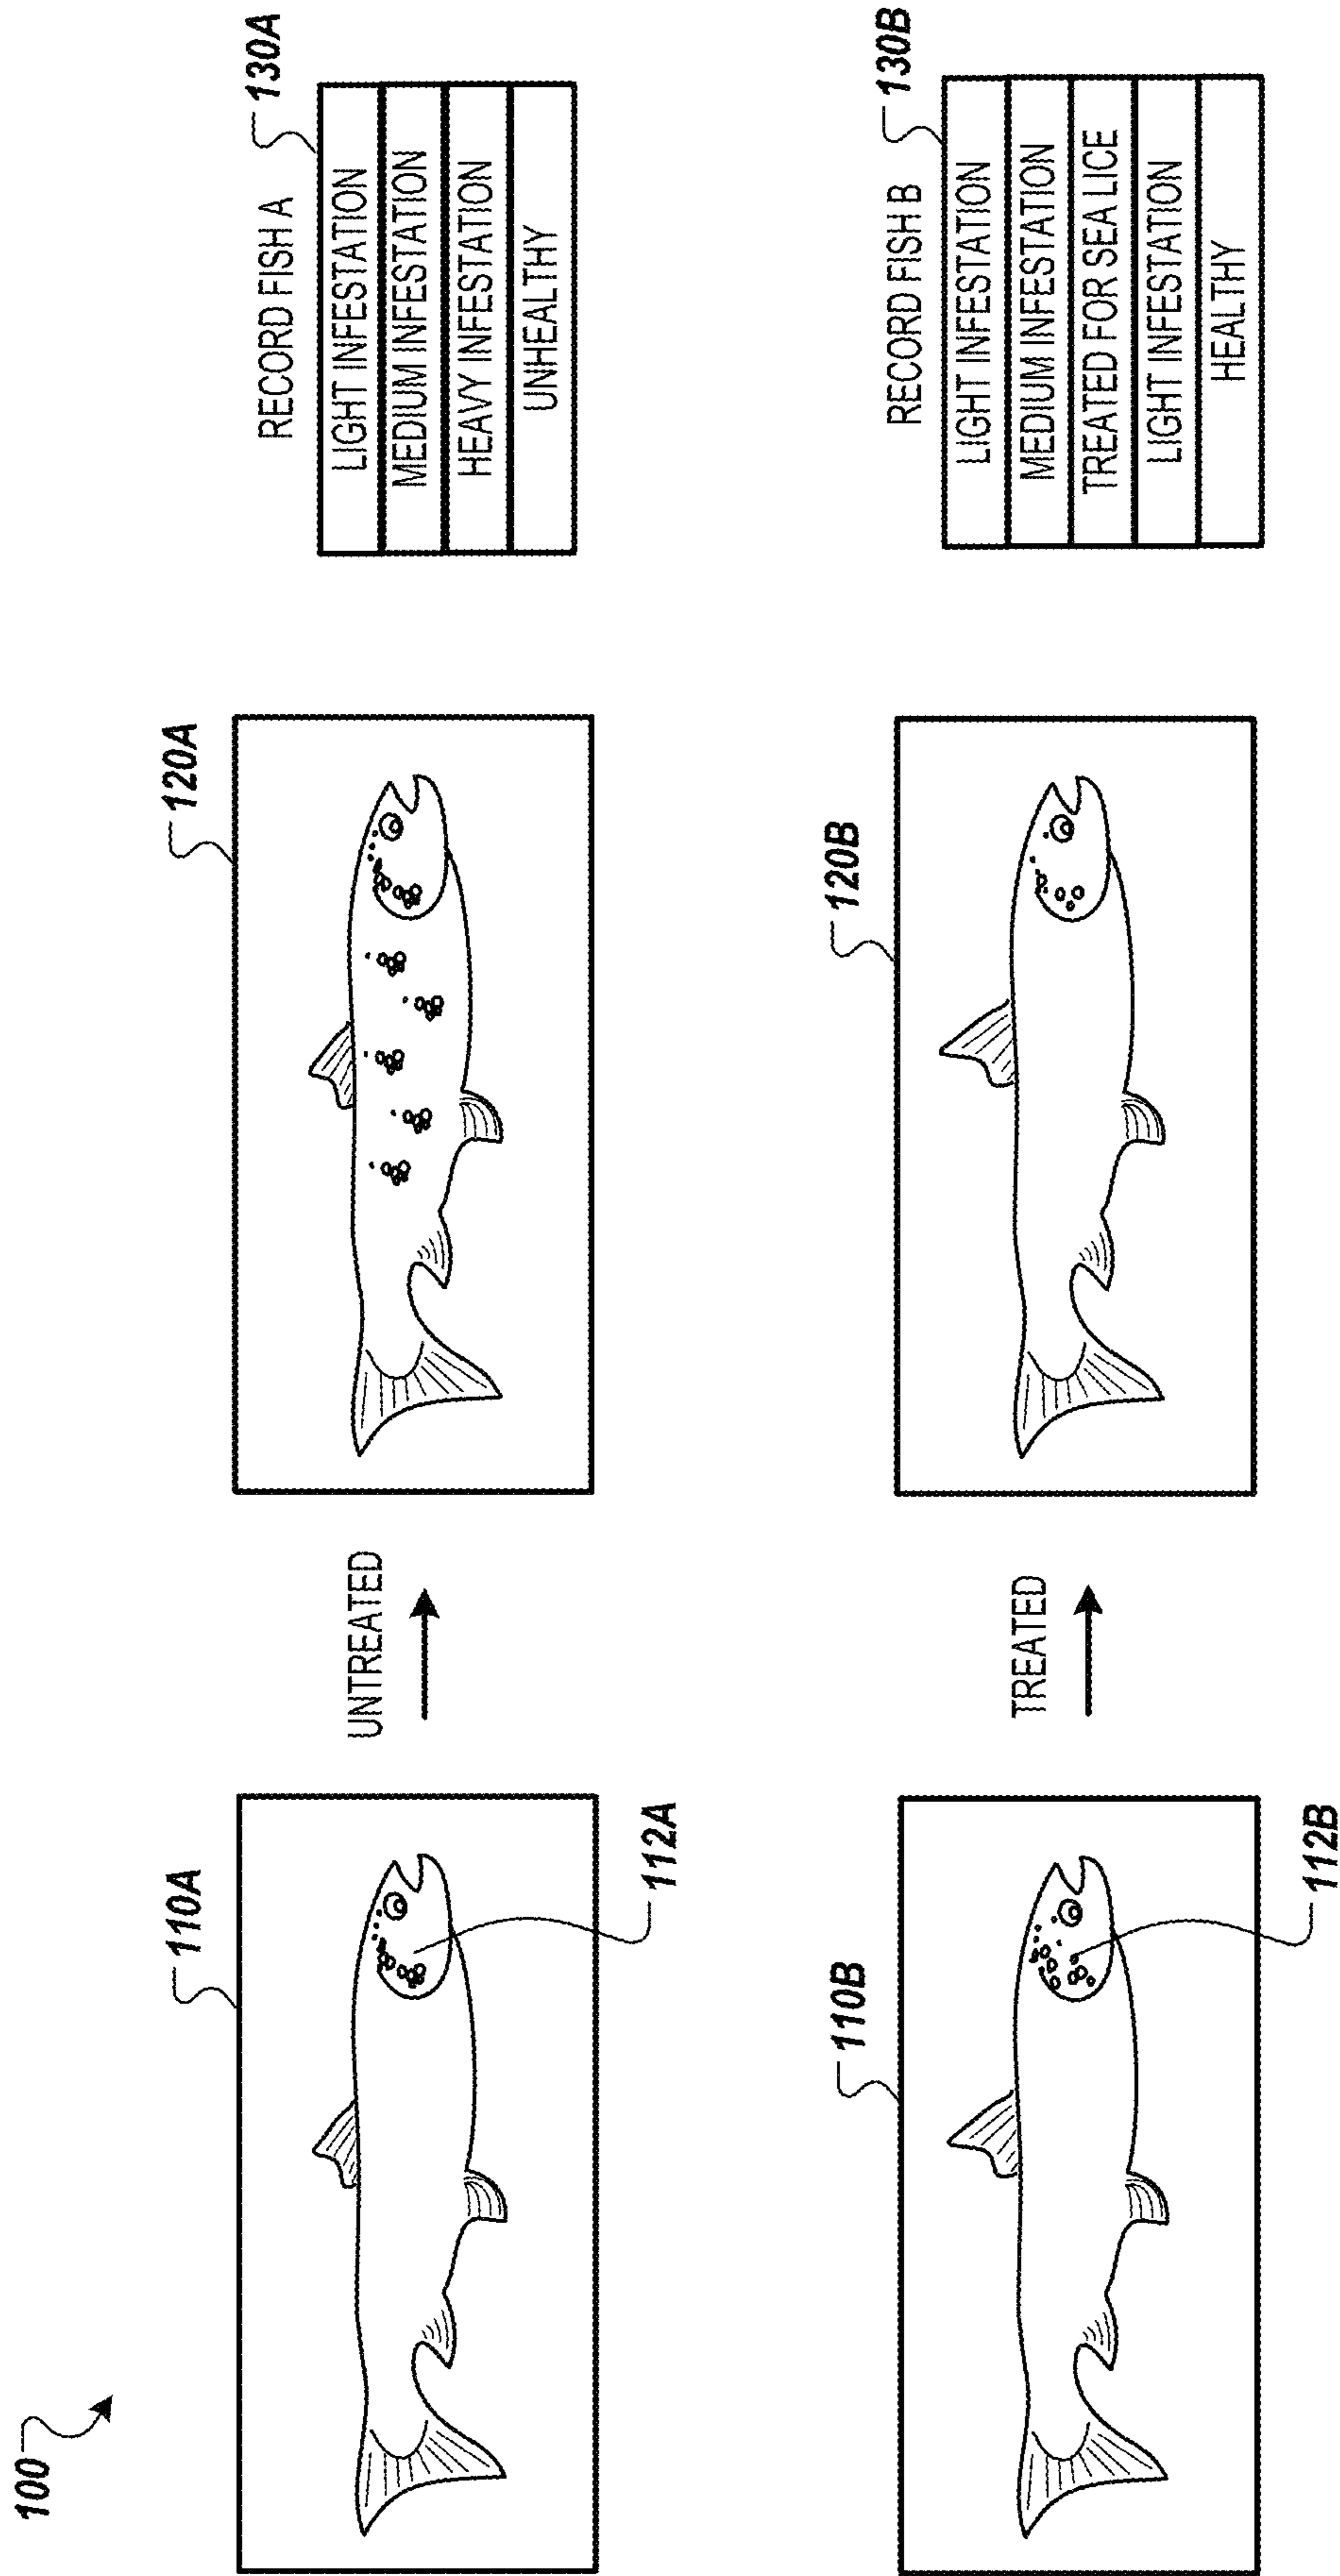 100
110A
112A
UNTREATED
120A
RECORD FISH A
130A
LIGHT INFESTATION
MEDIUM INFESTATION
HEAVY INFESTATION
UNHEALTHY
110B
112B
TREATED
120B
RECORD FISH B
130B
LIGHT INFESTATION
MEDIUM INFESTATION
TREATED FOR SEA LICE
LIGHT INFESTATION
HEALTHY